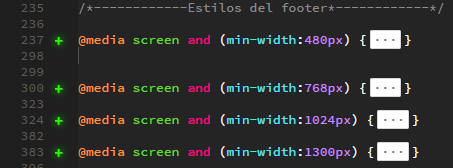 235 /*------------Estilos del footer------------*/
236
237 + @media screen and (min-width:480px) { ··· }
298
299
300 + @media screen and (min-width:768px) { ··· }
323
324 + @media screen and (min-width:1024px) { ··· }
382
383 + @media screen and (min-width:1300px) { ··· }